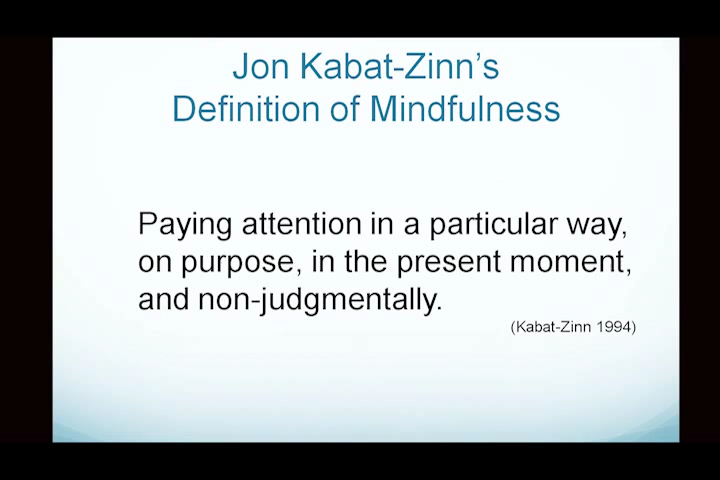 Jon Kabat-Zinn’s
Definition of Mindfulness
Paying attention in a particular way,
on purpose, in the present moment,
and non-judgmentally.
(Kabat-Zinn 1994)